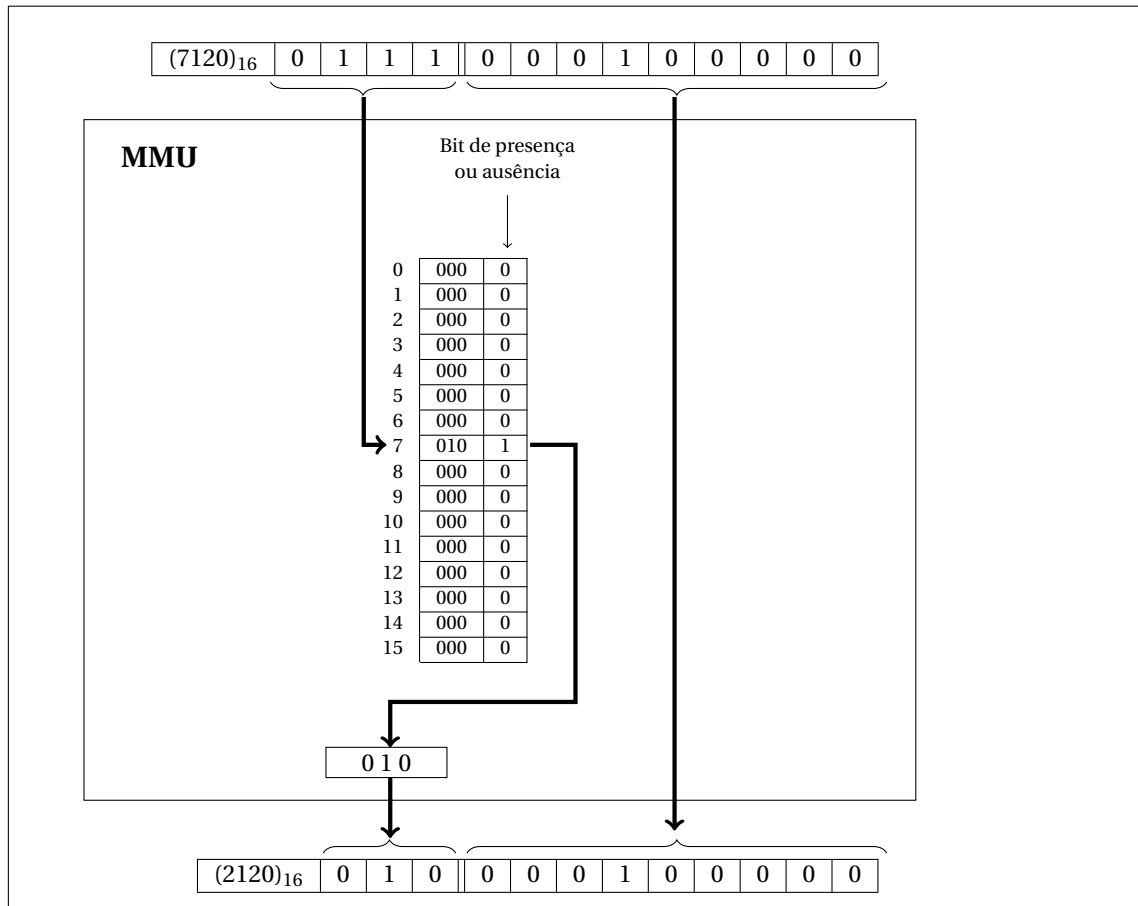 (7120)₁₆ 0 1 1 1 0 0 0 1 0 0 0 0 0
MMU
Bit de presença
ou ausência
0 000 0
1 000 0
2 000 0
3 000 0
4 000 0
5 000 0
6 000 0
7 010 1
8 000 0
9 000 0
10 000 0
11 000 0
12 000 0
13 000 0
14 000 0
15 000 0
0 1 0
(2120)₁₆ 0 1 0 0 0 0 1 0 0 0 0 0